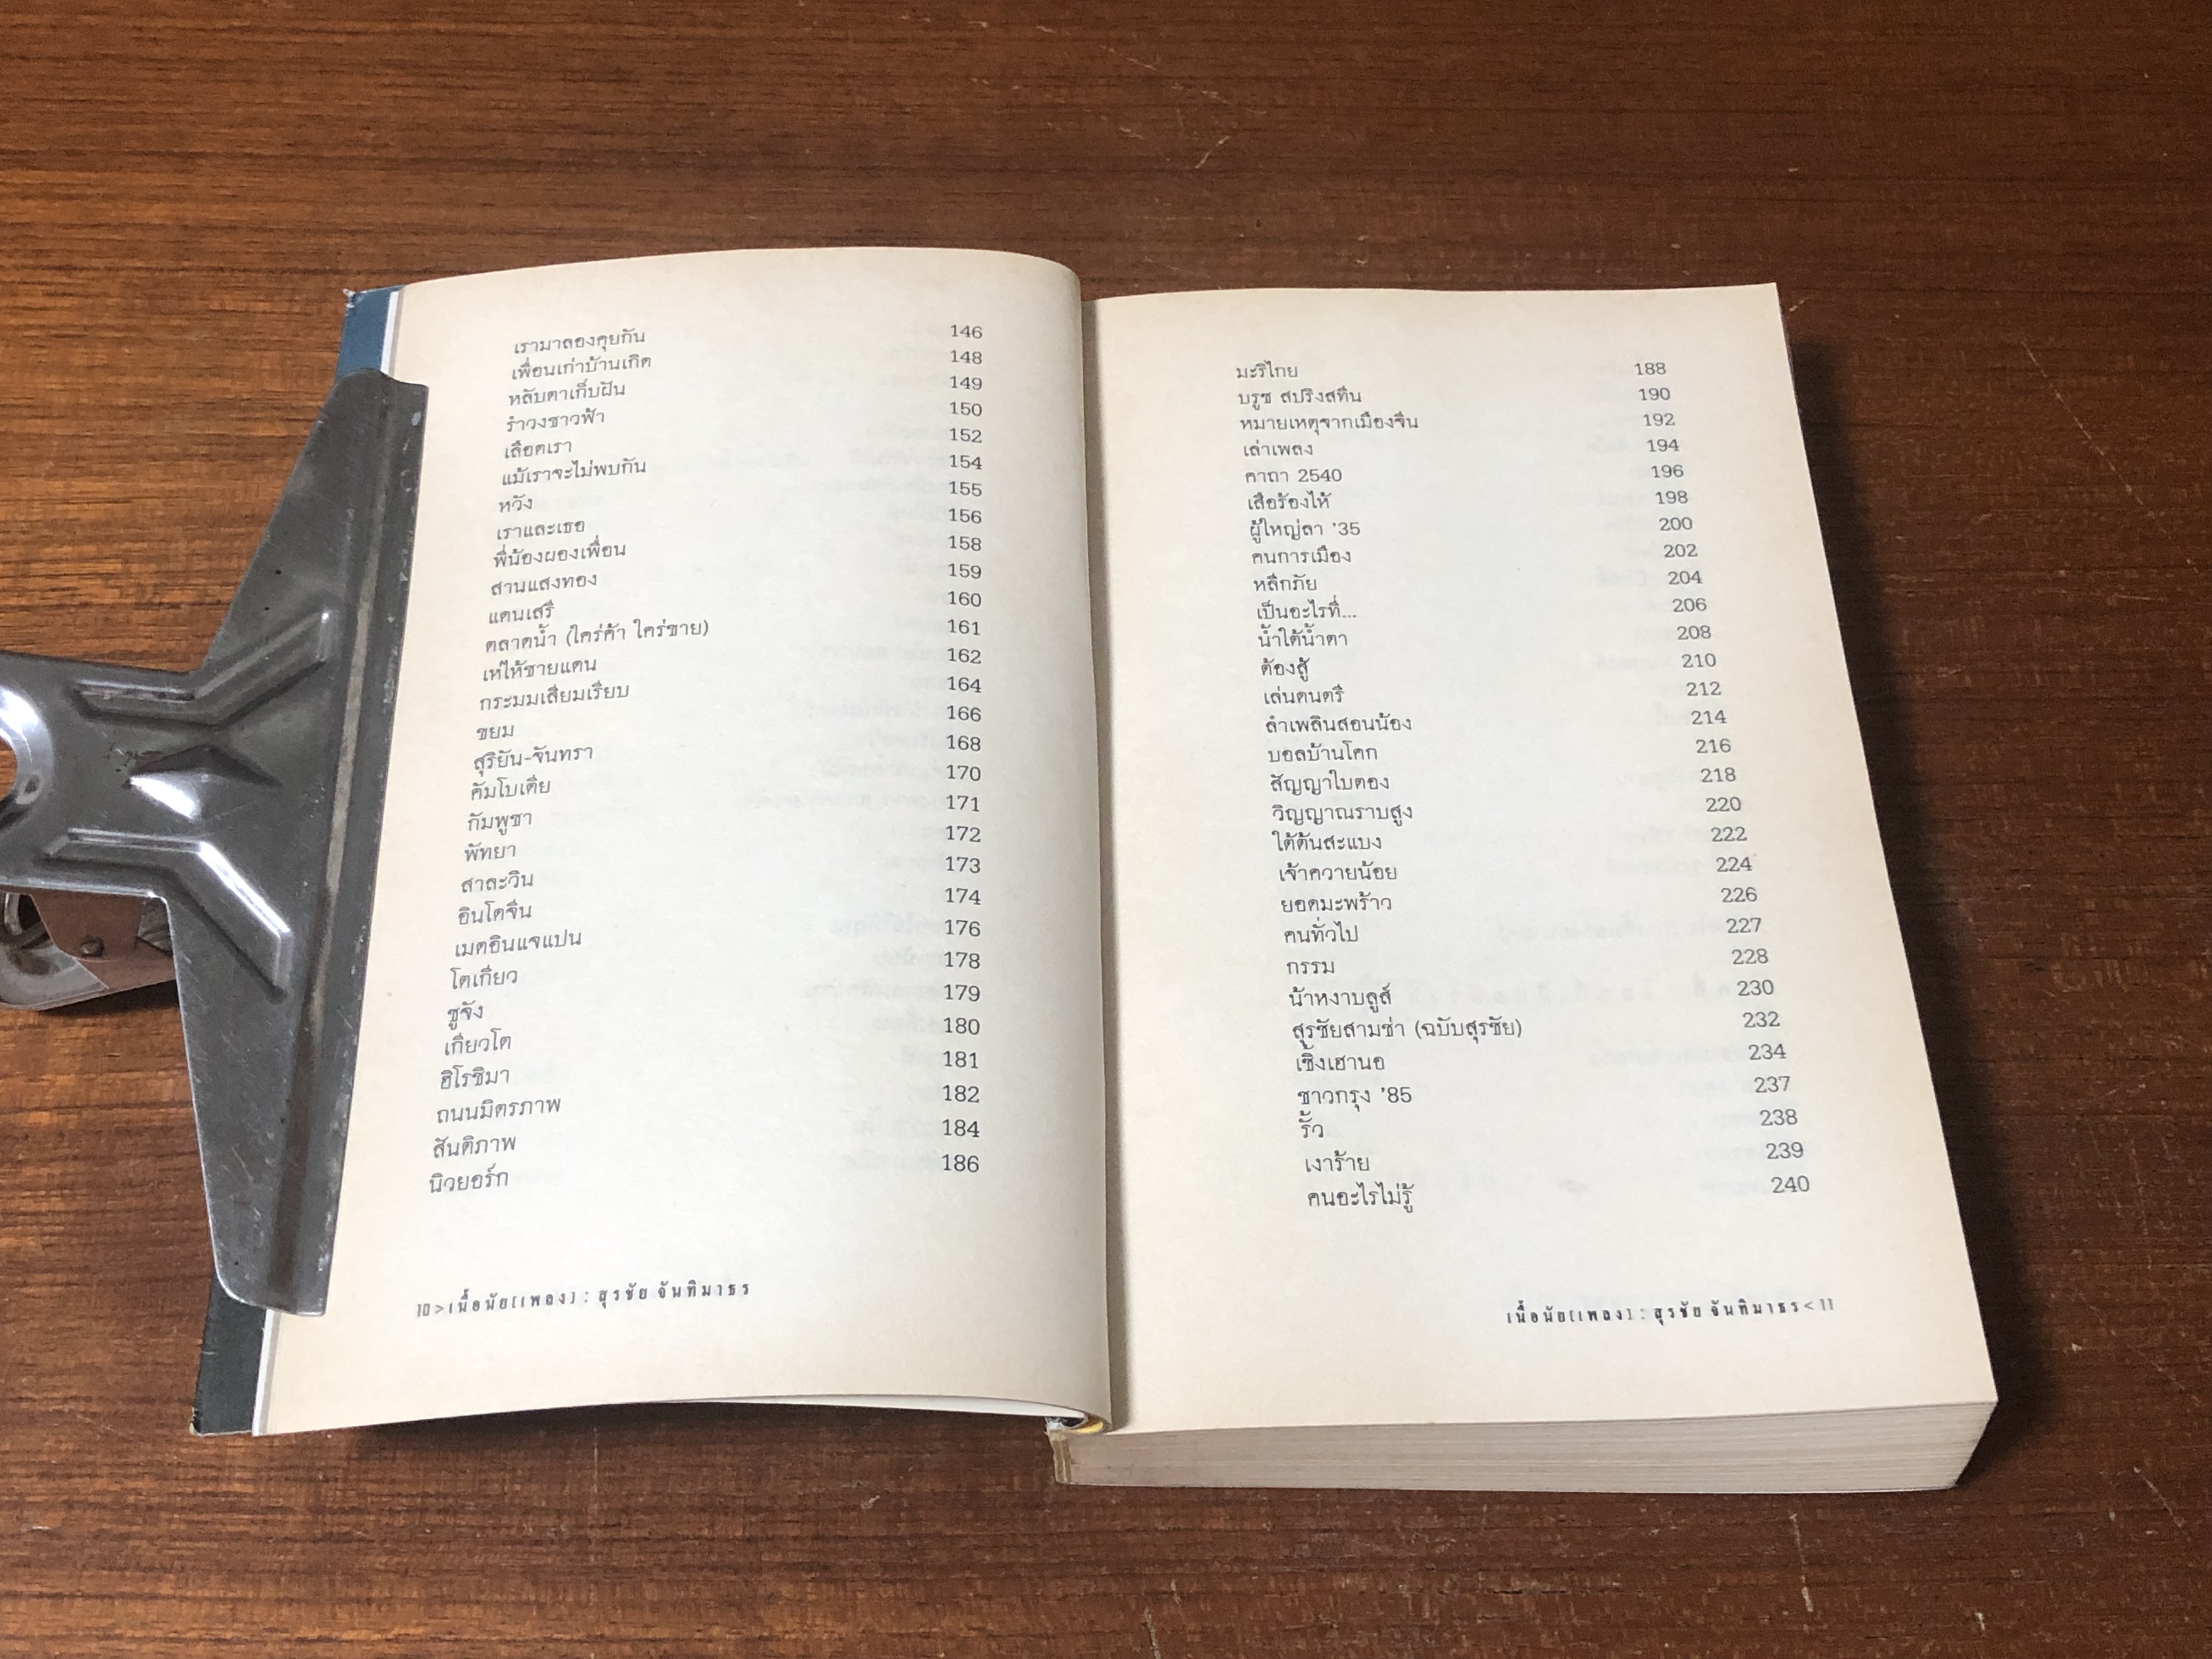 เรามาลองคุยกัน 146
เพื่อนเก่าบ้านเกิด 148
หลับตาเก็บฝัน 149
รำวงชาวฟ้า 150
เลือดเรา 152
แม้เราจะไม่พบกัน 154
หวัง 155
เราและเธอ 156
พี่น้องผองเพื่อน 158
สานแสงทอง 159
แดนเสรี 160
ตลาดน้ำ (ใคร่ค้า ใคร่ขาย) 161
เห่ให้ชายแดน 162
กระบมเสียมเรียบ 164
ขยม 166
สุริยัน-จันทรา 168
คัมโบเดีย 170
กัมพูชา 171
พัทยา 172
สาละวิน 173
อินโดจีน 174
เมดอินแจแปน 176
โตเกียว 178
ซูจัง 179
เกียวโต 180
ฮิโรชิมา 181
ถนนมิตรภาพ 182
สันติภาพ 184
นิวยอร์ก 186
10>เนื้อนัย[เพลง] : สุรชัย จันทิมาธร
มะริไทย 188
บรูซ สปริงสทีน 190
หมายเหตุจากเมืองจีน 192
เล่าเพลง 194
คาถา 2540 196
เสือร้องไห้ 198
ผู้ใหญ่ลา '35 200
คนการเมือง 202
หลีกภัย 204
เป็นอะไรที่... 206
น้ำใต้น้ำตา 208
ต้องสู้ 210
เล่นดนตรี 212
ลำเพลินสอนน้อง 214
บอลบ้านโคก 216
สัญญาใบตอง 218
วิญญาณราบสูง 220
ใต้ต้นสะแบง 222
เจ้าควายน้อย 224
ยอดมะพร้าว 226
คนทั่วไป 227
กรรม 228
น้าหงาบลูส์ 230
สุรชัยสามช่า (ฉบับสุรชัย) 232
เซิ้งเฮานอ 234
ชาวกรุง '85 237
รั้ว 238
เงาร้าย 239
คนอะไรไม่รู้ 240
เนื้อนัย[เพลง] : สุรชัย จันทิมาธร<11